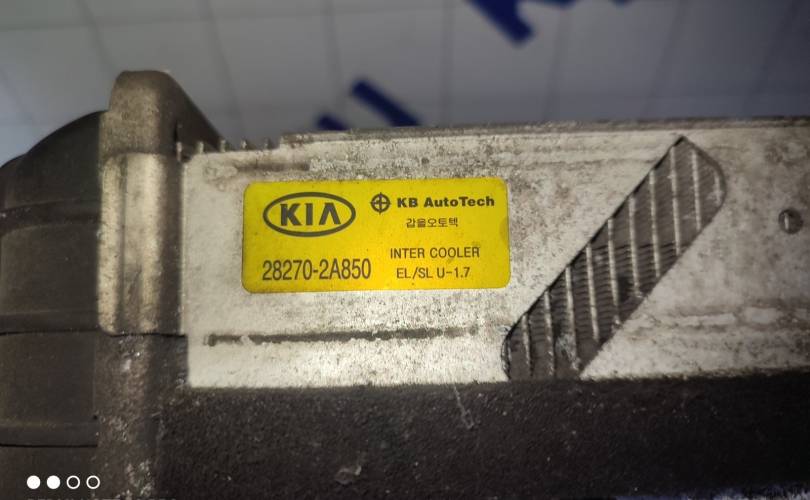 KIA
KB AutoTech
갑을오토텍
28270-2A850
INTER COOLER
EL/SL U-1.7